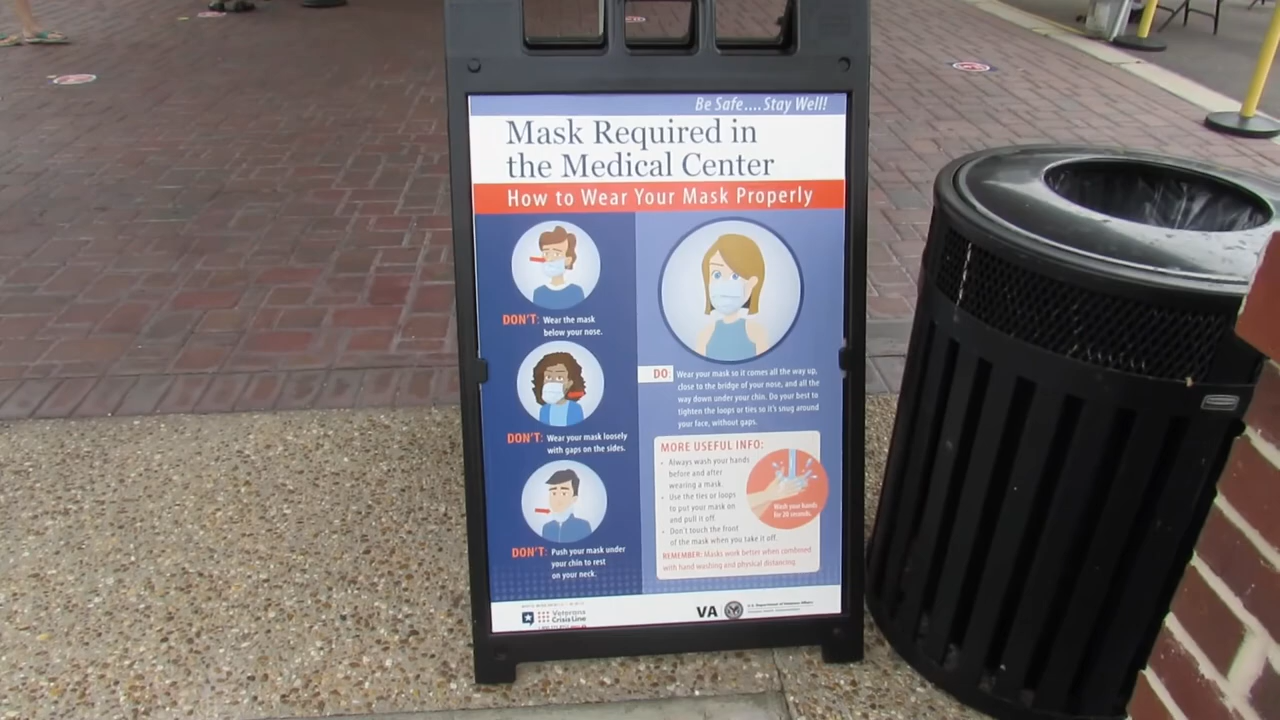 Be Safe....Stay Well!
Mask Required in
the Medical Center
How to Wear Your Mask Properly
DON'T: Wear the mask
below your nose.
DON'T: Wear your mask loosely
with gaps on the sides.
DON'T: Push your mask under
your chin to rest
on your neck.
DO: Wear your mask so it comes all the way up,
close to the bridge of your nose, and all the
way down under your chin. Do your best to
tighten the loops or ties so it's snug around
your face, without gaps.
MORE USEFUL INFO:
• Always wash your hands
before and after
wearing a mask.
• Use the ties or loops
to put your mask on
and pull it off.
• Don't touch the front
of the mask when you take it off.
Wash your hands
for 20 seconds.
REMEMBER: Masks work better when combined
with hand washing and physical distancing.
Veterans
Crisis Line
VA
U.S. Department of Veterans Affairs